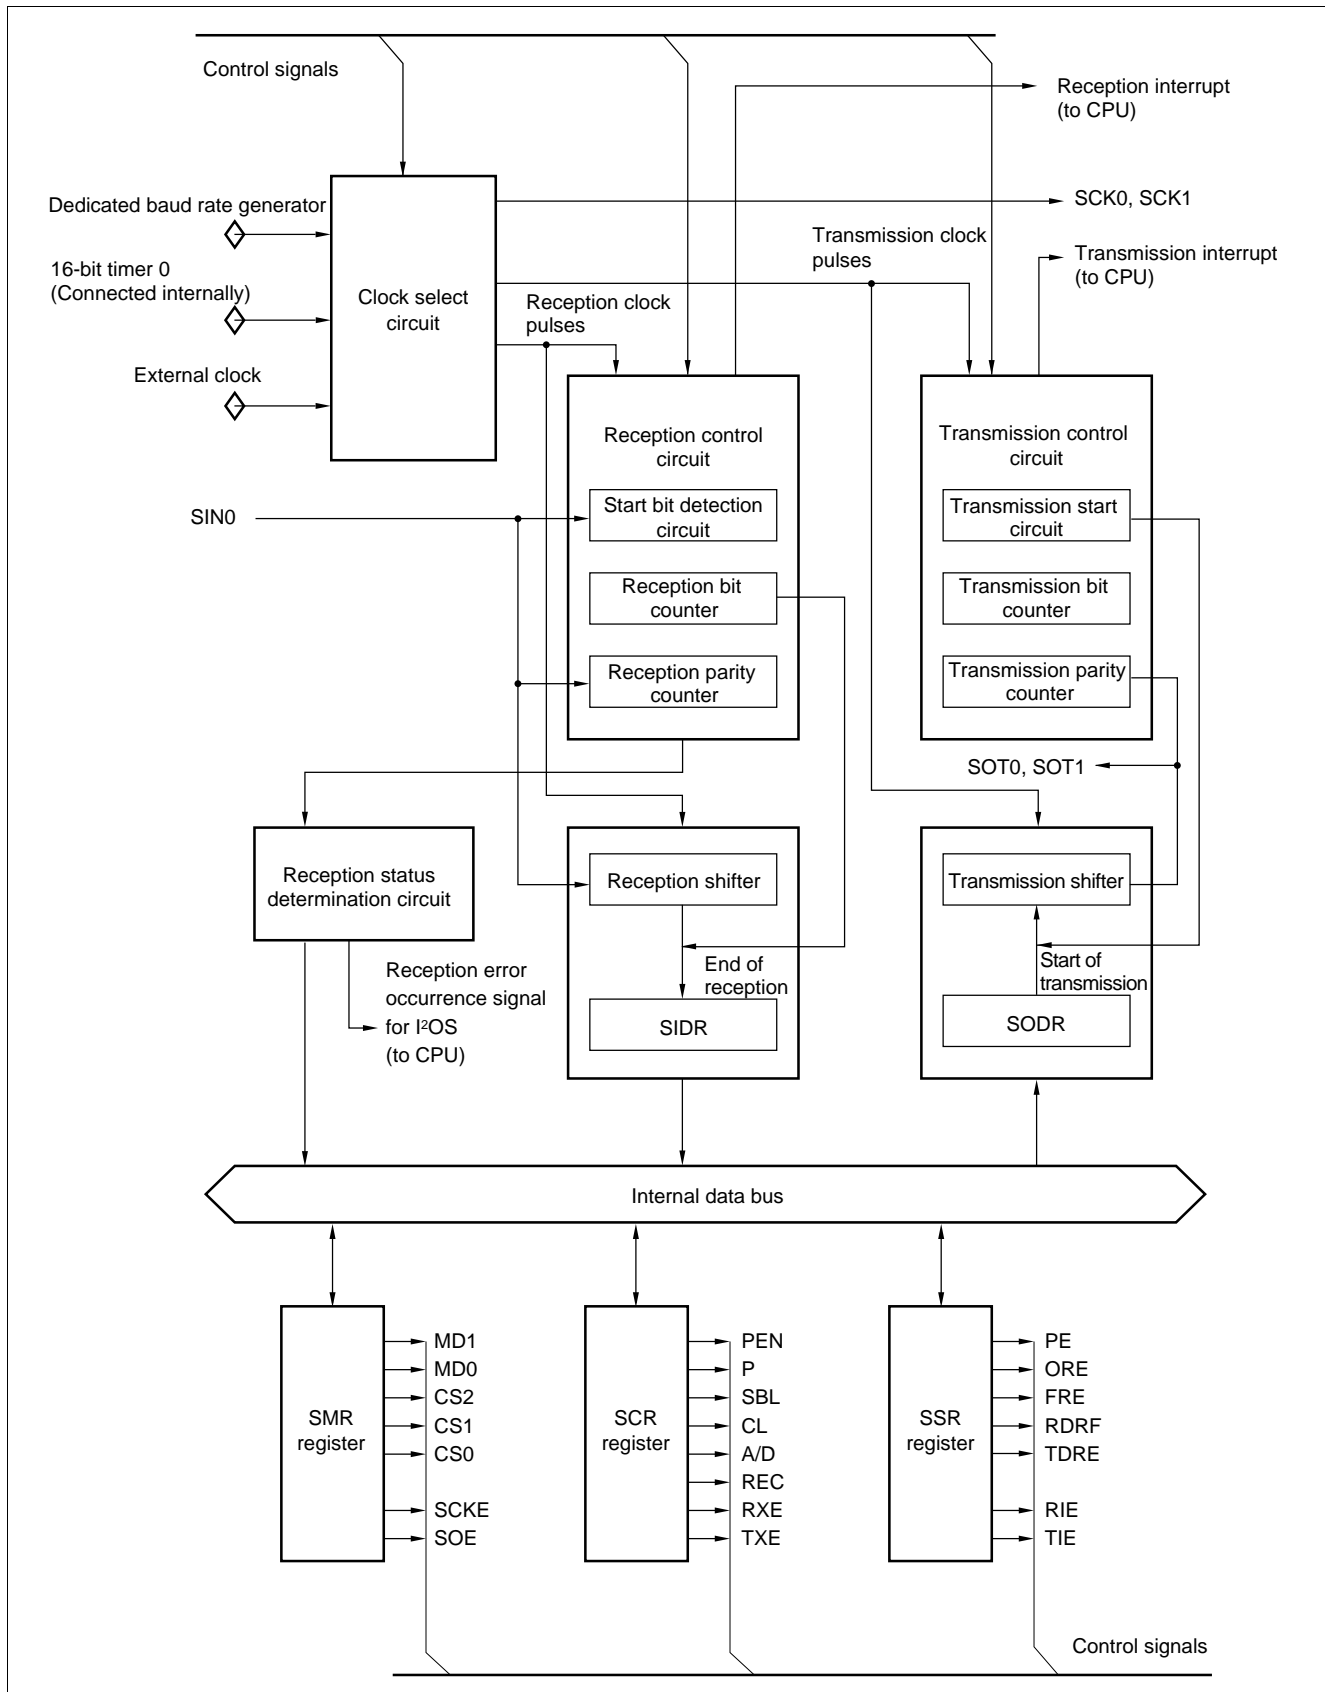 Control signals
Reception interrupt
(to CPU)
Dedicated baud rate generator
SCK0, SCK1
Transmission clock
pulses
Transmission interrupt
(to CPU)
16-bit timer 0
(Connected internally)
Clock select
circuit
Reception clock
pulses
External clock
Reception control
circuit
Transmission control
circuit
SIN0
Start bit detection
circuit
Transmission start
circuit
Reception bit
counter
Transmission bit
counter
Reception parity
counter
Transmission parity
counter
SOT0, SOT1
Reception status
determination circuit
Reception shifter
Transmission shifter
Reception error
occurrence signal
for I²OS
(to CPU)
End of
reception
Start of
transmission
SIDR
SODR
Internal data bus
SMR
register
MD1
MD0
CS2
CS1
CS0
SCKE
SOE
SCR
register
PEN
P
SBL
CL
A/D
REC
RXE
TXE
SSR
register
PE
ORE
FRE
RDRF
TDRE
RIE
TIE
Control signals